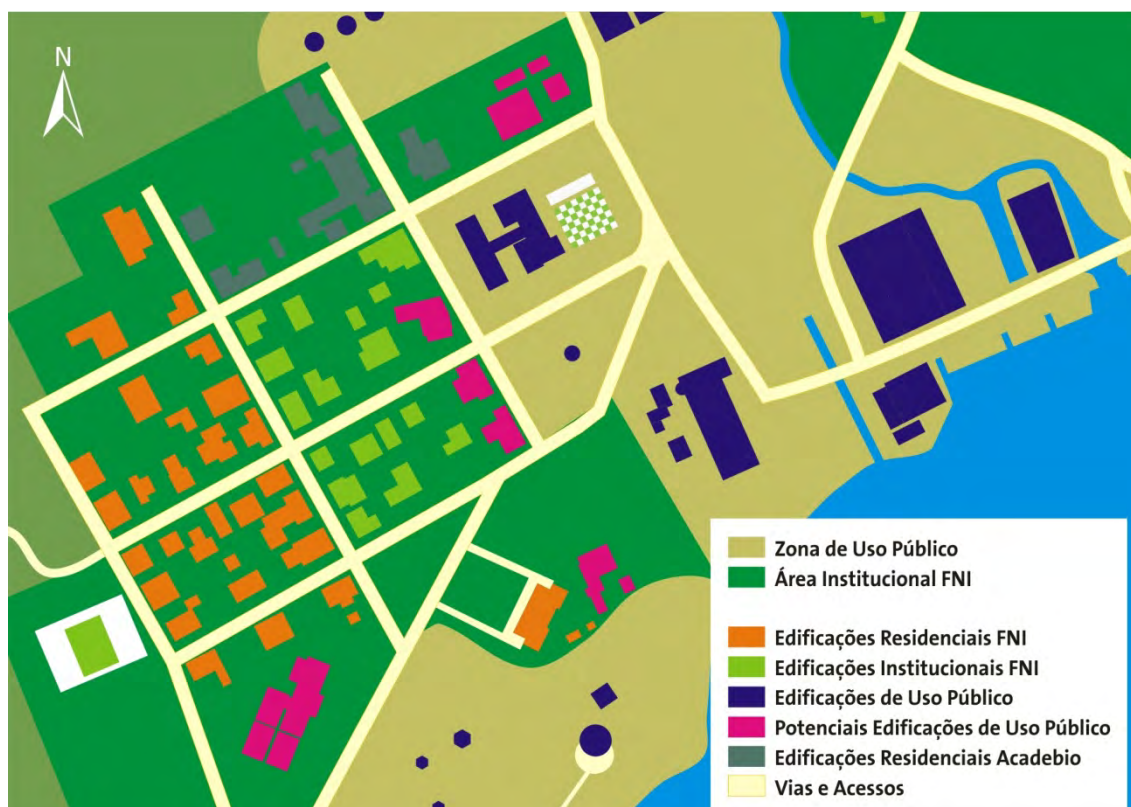 N
Zona de Uso Público
Área Institucional FNI
Edificações Residenciais FNI
Edificações Institucionais FNI
Edificações de Uso Público
Potenciais Edificações de Uso Público
Edificações Residenciais Acadebio
Vias e Acessos